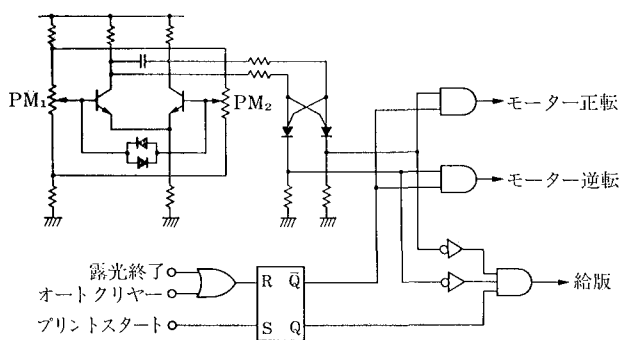 PM₁
PM₂
モーター正転
モーター逆転
給版
露光終了
オートクリヤー
プリントスタート
R Q̄
S Q